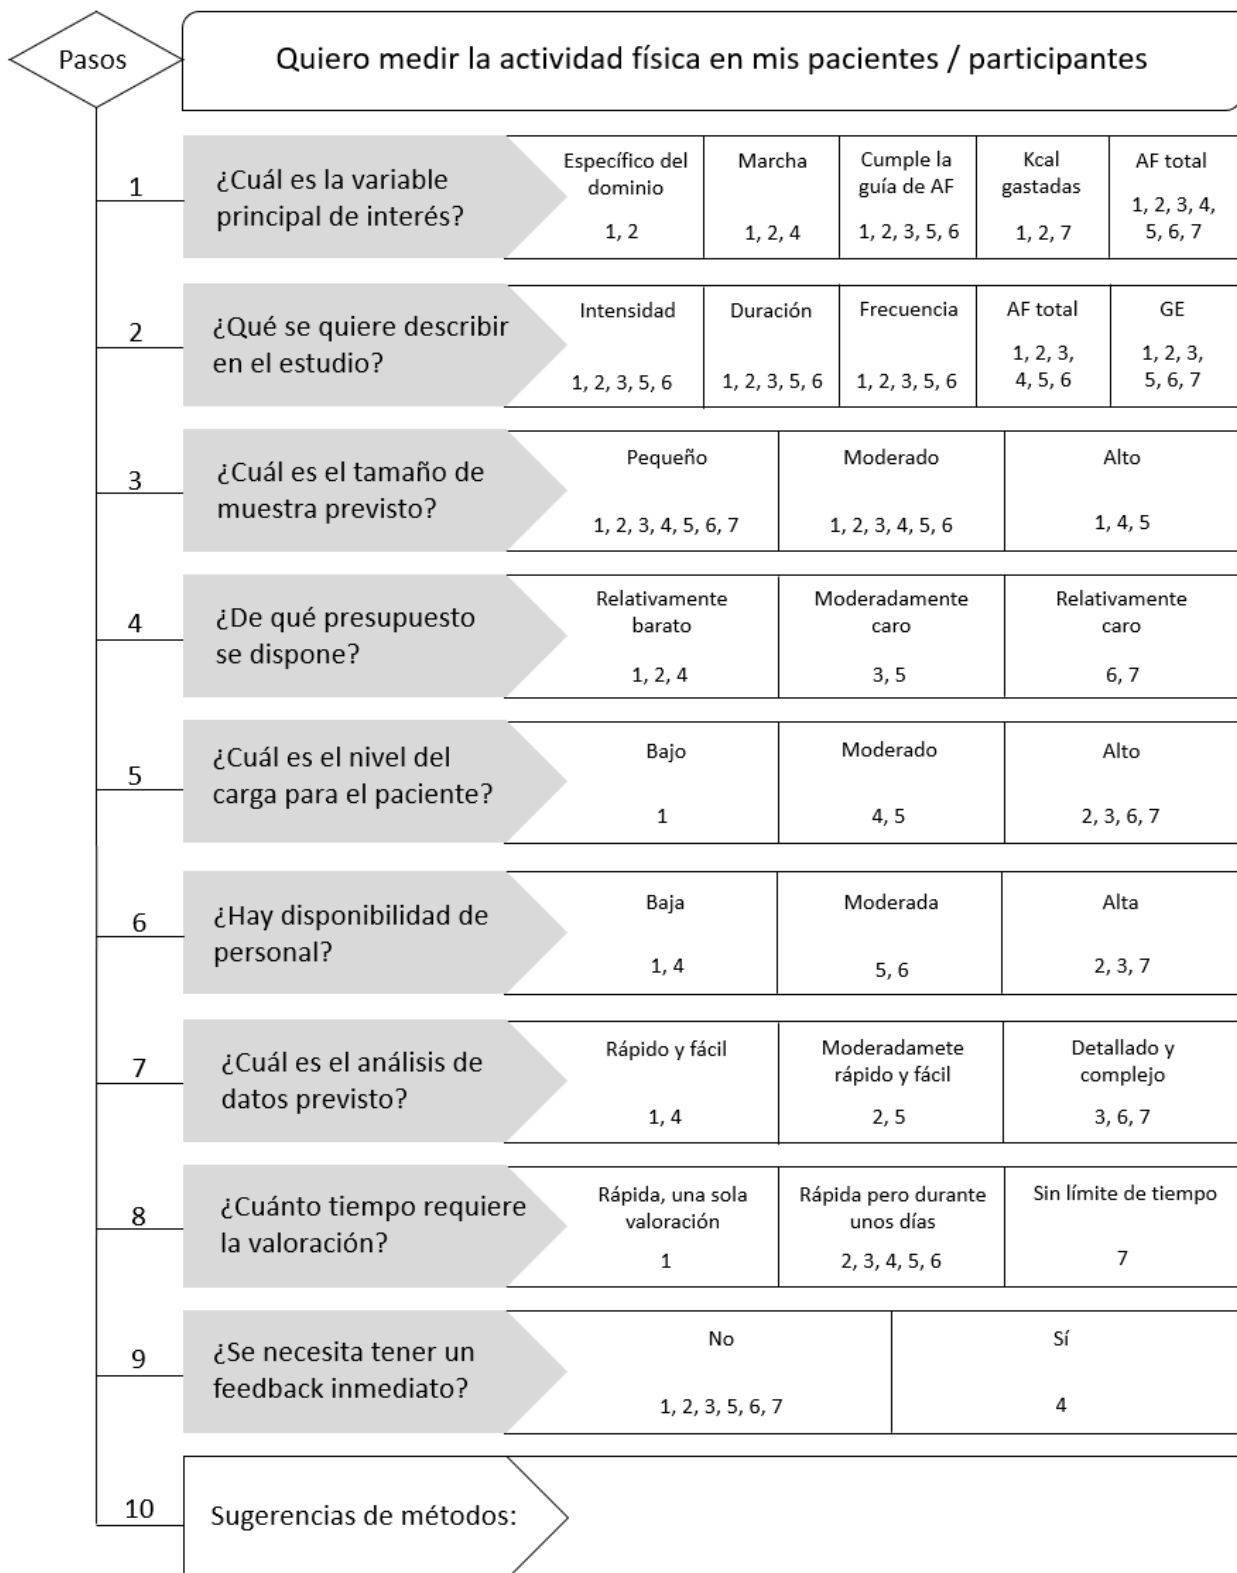 Pasos
Quiero medir la actividad física en mis pacientes / participantes
1
¿Cuál es la variable
principal de interés?
Específico del
dominio
1, 2
Marcha
1, 2, 4
Cumple la
guía de AF
1, 2, 3, 5, 6
Kcal
gastadas
1, 2, 7
AF total
1, 2, 3, 4,
5, 6, 7
2
¿Qué se quiere describir
en el estudio?
Intensidad
1, 2, 3, 5, 6
Duración
1, 2, 3, 5, 6
Frecuencia
1, 2, 3, 5, 6
AF total
1, 2, 3,
4, 5, 6
GE
1, 2, 3,
5, 6, 7
3
¿Cuál es el tamaño de
muestra previsto?
Pequeño
1, 2, 3, 4, 5, 6, 7
Moderado
1, 2, 3, 4, 5, 6
Alto
1, 4, 5
4
¿De qué presupuesto
se dispone?
Relativamente
barato
1, 2, 4
Moderadamente
caro
3, 5
Relativamente
caro
6, 7
5
¿Cuál es el nivel del
carga para el paciente?
Bajo
1
Moderado
4, 5
Alto
2, 3, 6, 7
6
¿Hay disponibilidad de
personal?
Baja
1, 4
Moderada
5, 6
Alta
2, 3, 7
7
¿Cuál es el análisis de
datos previsto?
Rápido y fácil
1, 4
Moderadamete
rápido y fácil
2, 5
Detallado y
complejo
3, 6, 7
8
¿Cuánto tiempo requiere
la valoración?
Rápida, una sola
valoración
1
Rápida pero durante
unos días
2, 3, 4, 5, 6
Sin límite de tiempo
7
9
¿Se necesita tener un
feedback inmediato?
No
1, 2, 3, 5, 6, 7
Sí
4
10
Sugerencias de métodos: